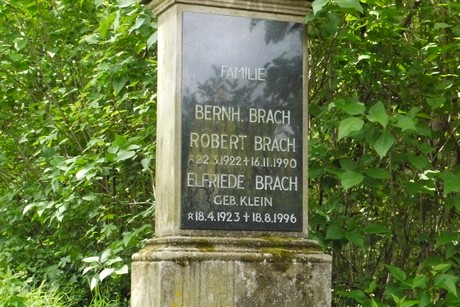 FAMILIE
BERNH. BRACH
ROBERT BRACH
*22.3.1922 + 16.11.1990
ELFRIEDE BRACH
GEB. KLEIN
*18.4.1923 + 18.8.1996